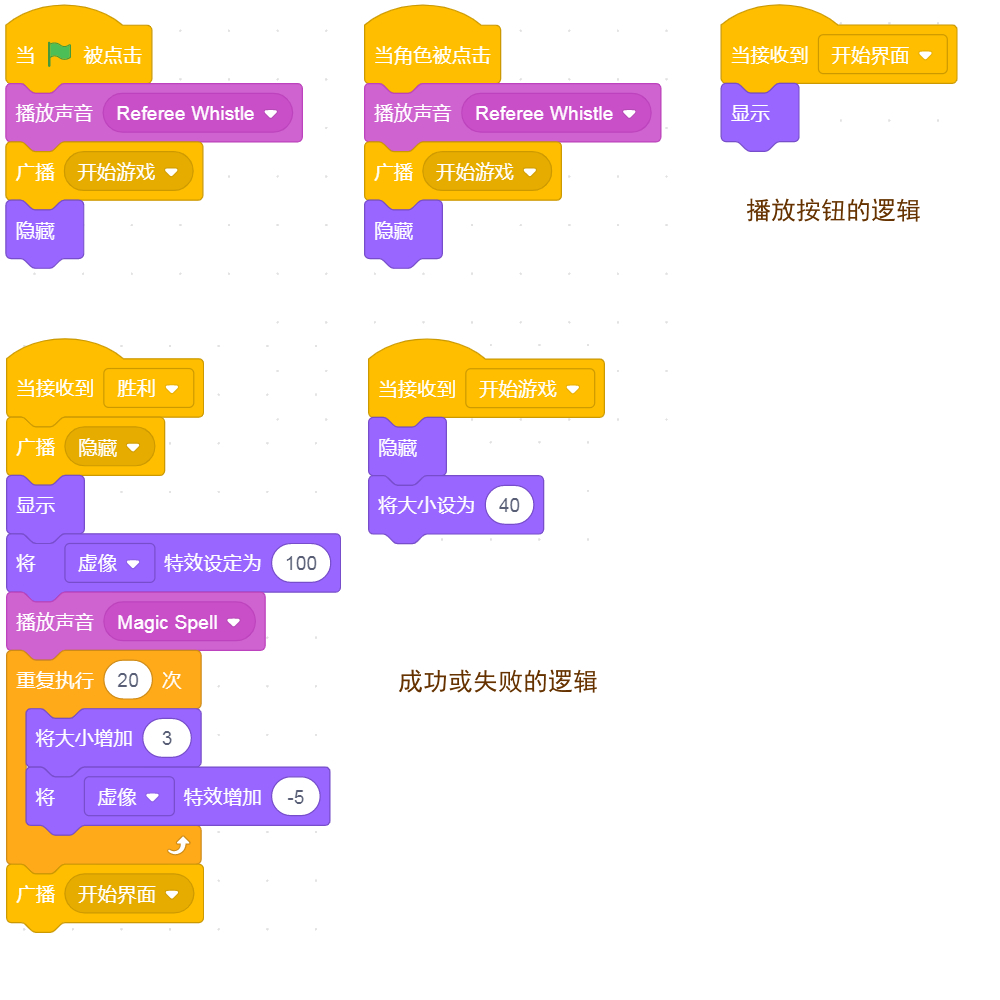 当 被点击
播放声音 Referee Whistle
广播 开始游戏
隐藏
当角色被点击
播放声音 Referee Whistle
广播 开始游戏
隐藏
当接收到 开始界面
显示
播放按钮的逻辑
当接收到 胜利
广播 隐藏
显示
将 虚像 特效设定为 100
播放声音 Magic Spell
重复执行 20 次
将大小增加 3
将 虚像 特效增加 -5
广播 开始界面
当接收到 开始游戏
隐藏
将大小设为 40
成功或失败的逻辑